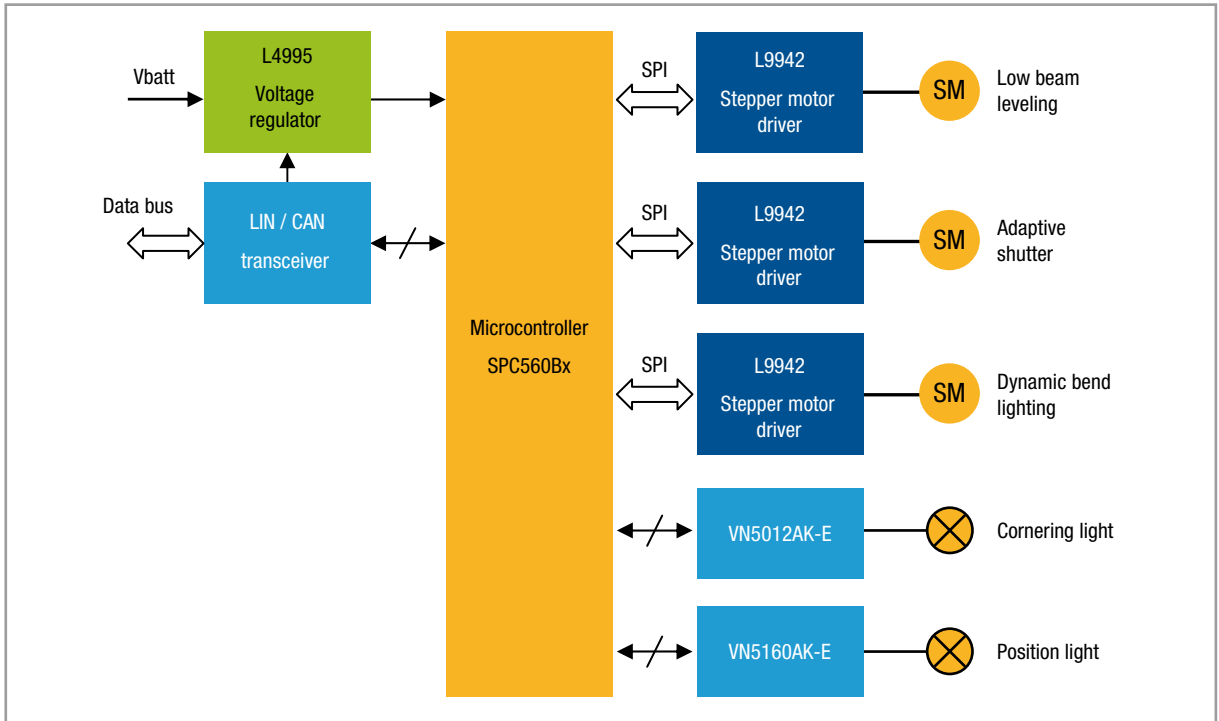 Vbatt
L4995
Voltage
regulator
Data bus
LIN / CAN
transceiver
Microcontroller
SPC560Bx
SPI
L9942
Stepper motor
driver
SM
Low beam
leveling
SPI
L9942
Stepper motor
driver
SM
Adaptive
shutter
SPI
L9942
Stepper motor
driver
SM
Dynamic bend
lighting
VN5012AK-E
Cornering light
VN5160AK-E
Position light